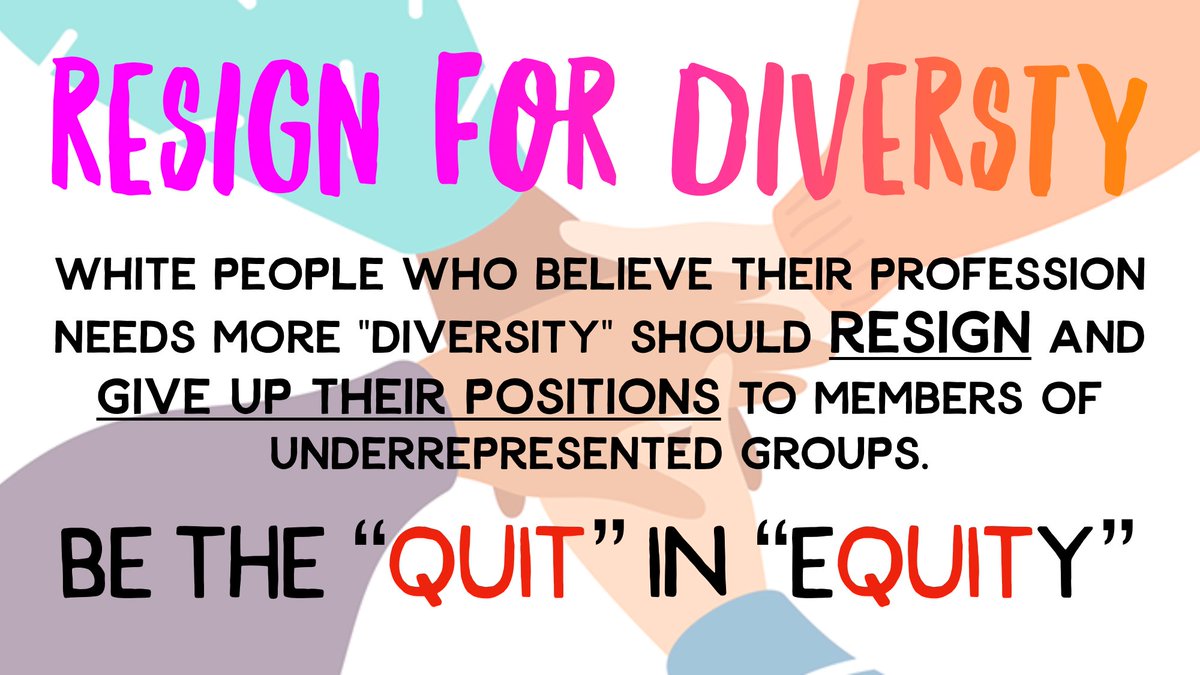 RESIGN FOR DIVERSTY
WHITE PEOPLE WHO BELIEVE THEIR PROFESSION
NEEDS MORE "DIVERSITY" SHOULD RESIGN AND
GIVE UP THEIR POSITIONS TO MEMBERS OF
UNDERREPRESENTED GROUPS.
BE THE “QUIT” IN “EQUITY”